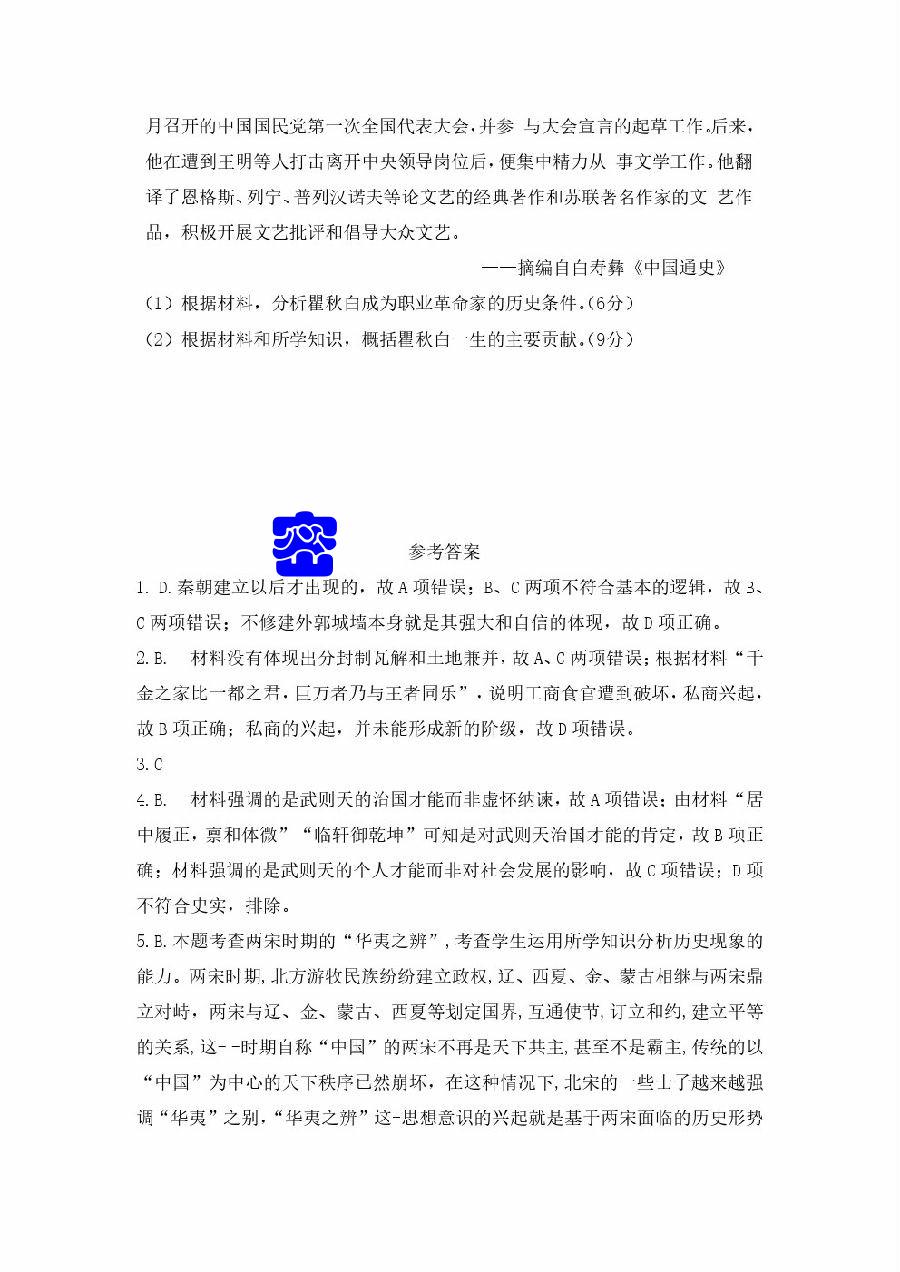 月召开的中国国民党第一次全国代表大会,并参 与大会宣言的起草工作。后来,
他在遭到王明等人打击离开中央领导岗位后,便集中精力从 事文学工作。他翻
译了恩格斯、列宁、普列汉诺夫等论文艺的经典著作和苏联著名作家的文 艺作
品，积极开展文艺批评和倡导大众文艺。
——摘编自白寿彝《中国通史》
(1) 根据材料，分析瞿秋白成为职业革命家的历史条件.(6分)
(2) 根据材料和所学知识，概括瞿秋白一生的主要贡献.(9分)
参考答案
1. D.秦朝建立以后才出现的，故A项错误；B、C两项不符合基本的逻辑，故B、
C两项错误；不修建外郭城墙本身就是其强大和自信的体现，故D项正确。
2.B. 材料没有体现出分封制瓦解和土地兼并，故A、C两项错误；根据材料“千
金之家比一都之君，巨万者乃与王者同乐”，说明工商食官遭到破坏，私商兴起，
故B项正确；私商的兴起，并未能形成新的阶级，故D项错误。
3.C
4.B. 材料强调的是武则天的治国才能而非虚怀纳谏，故A项错误；由材料“居
中履正，禀和体微”“临轩御乾坤”可知是对武则天治国才能的肯定，故B项正
确；材料强调的是武则天的个人才能而非对社会发展的影响，故C项错误；D项
不符合史实，排除。
5.B.本题考查两宋时期的“华夷之辨”,考查学生运用所学知识分析历史现象的
能力。两宋时期,北方游牧民族纷纷建立政权,辽、西夏、金、蒙古相继与两宋鼎
立对峙，两宋与辽、金、蒙古、西夏等划定国界,互通使节,订立和约,建立平等
的关系,这--时期自称“中国”的两宋不再是天下共主,甚至不是霸主,传统的以
“中国”为中心的天下秩序已然崩坏，在这种情况下,北宋的一些士子越来越强
调“华夷”之别,“华夷之辨”这-思想意识的兴起就是基于两宋面临的历史形势